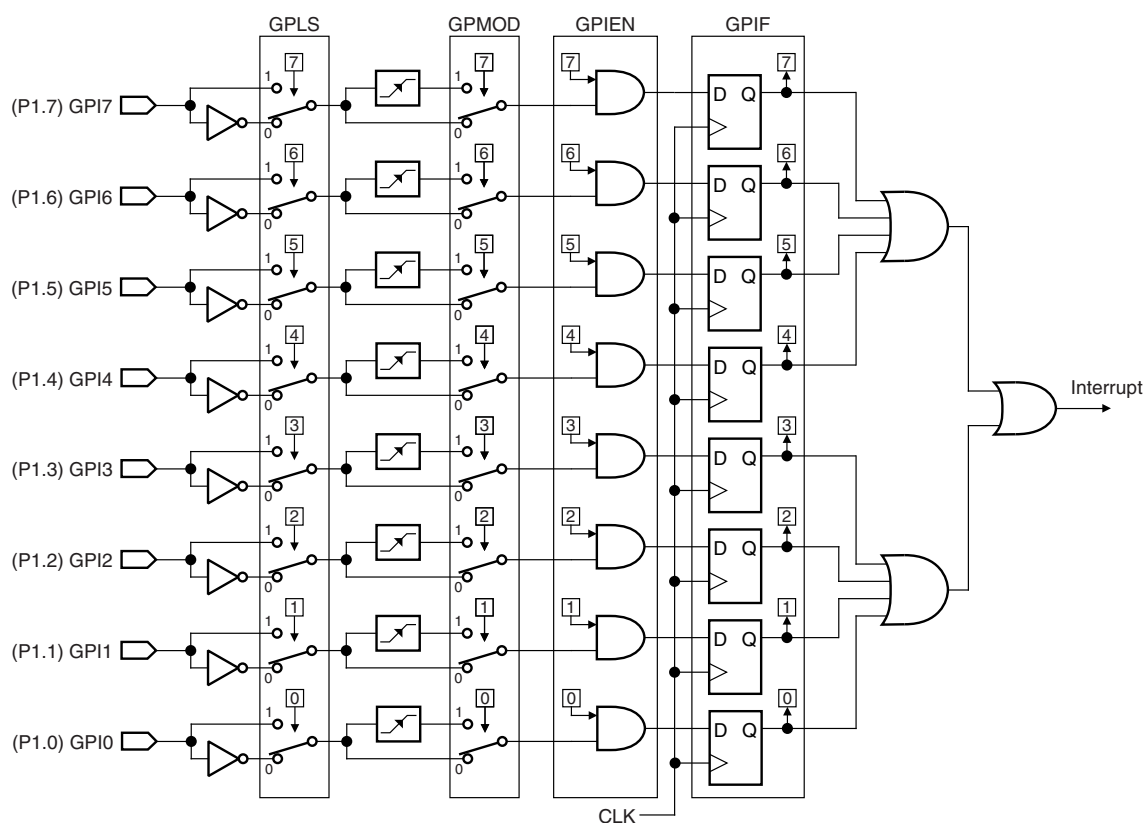 GPLS GPMOD GPIEN GPIF
7 7 7 7
(P1.7) GPI7 1 0 1 0 D Q
6 6 6 6
(P1.6) GPI6 1 0 1 0 D Q
5 5 5 5
(P1.5) GPI5 1 0 1 0 D Q
4 4 4 4
(P1.4) GPI4 1 0 1 0 D Q
Interrupt
3 3 3 3
(P1.3) GPI3 1 0 1 0 D Q
2 2 2 2
(P1.2) GPI2 1 0 1 0 D Q
1 1 1 1
(P1.1) GPI1 1 0 1 0 D Q
0 0 0 0
(P1.0) GPI0 1 0 1 0 D Q
CLK